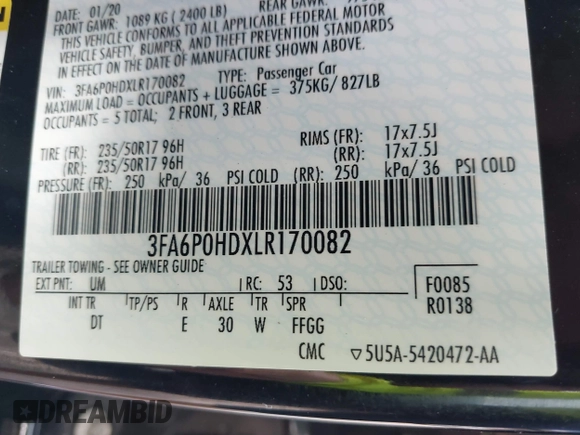 DATE: 01/20 REAR GAWR:
FRONT GAWR: 1089 KG ( 2400 LB)
THIS VEHICLE CONFORMS TO ALL APPLICABLE FEDERAL MOTOR
VEHICLE SAFETY, BUMPER, AND THEFT PREVENTION STANDARDS
IN EFFECT ON THE DATE OF MANUFACTURE SHOWN ABOVE.
VIN: 3FA6P0HDXLR170082 TYPE: Passenger Car
MAXIMUM LOAD = OCCUPANTS + LUGGAGE = 375KG/ 827LB
OCCUPANTS = 5 TOTAL; 2 FRONT, 3 REAR
TIRE (FR): 235/50R17 96H RIMS (FR): 17x7.5J
(RR): 235/50R17 96H (RR): 17x7.5J
PRESSURE (FR): 250 kPa/ 36 PSI COLD (RR): 250 kPa/ 36 PSI COLD
3FA6P0HDXLR170082
TRAILER TOWING - SEE OWNER GUIDE
EXT PNT: UM RC: 53 DSO: F0085
INT TR TP/PS R AXLE TR SPR R0138
DT E 30 W FFGG
CMC ▽5U5A-5420472-AA
DREAMBID